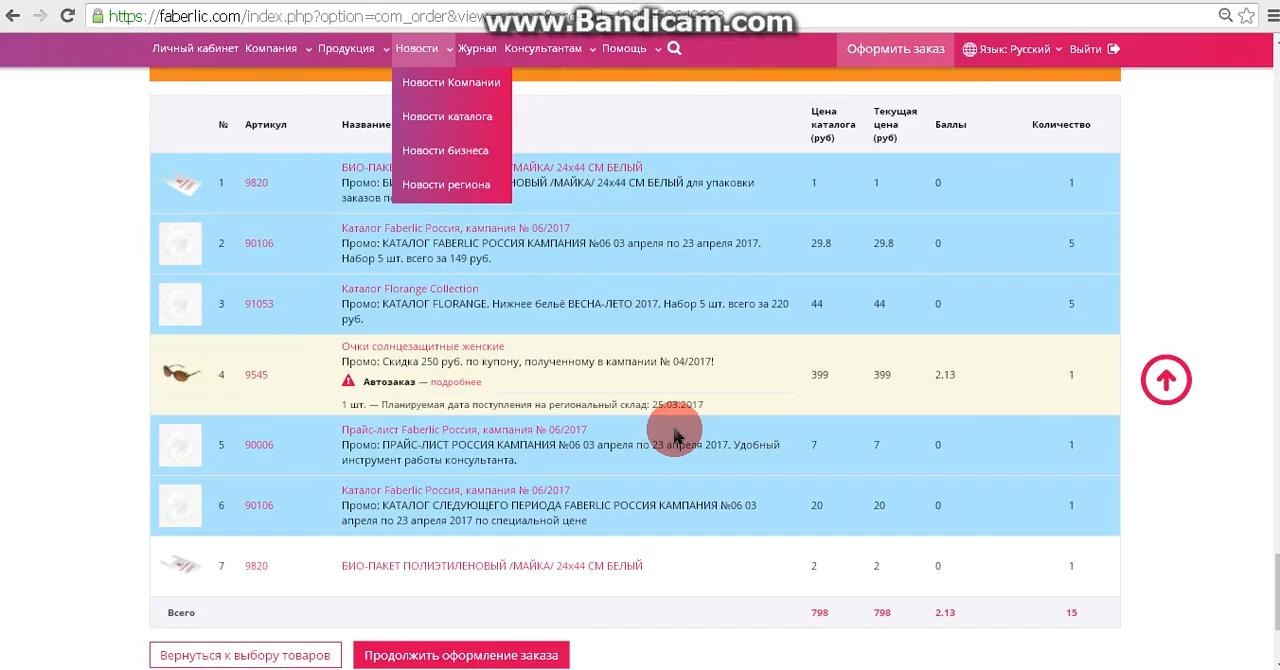 https://faberlic.com/index.php?option=com_order&vie
www.Bandicam.com
Личный кабинет Компания Продукция Новости Журнал Консультантам Помощь Оформить заказ Язык: Русский Выйти
Новости Компании
Новости каталога
Новости бизнеса
Новости региона
№ Артикул Название Цена каталога (руб) Текущая цена (руб) Баллы Количество
1 9820 БИО-ПАКЕ /МАЙКА/ 24x44 СМ БЕЛЫЙ 1 1 0 1
Промо: БИ НОВЫЙ /МАЙКА/ 24x44 СМ БЕЛЫЙ для упаковки
заказов п
2 90106 Каталог Faberlic Россия, кампания № 06/2017 29.8 29.8 0 5
Промо: КАТАЛОГ FABERLIC РОССИЯ КАМПАНИЯ №06 03 апреля по 23 апреля 2017.
Набор 5 шт. всего за 149 руб.
3 91053 Каталог Florange Collection 44 44 0 5
Промо: КАТАЛОГ FLORANGE. Нижнее бельё ВЕСНА-ЛЕТО 2017. Набор 5 шт. всего за 220
руб.
4 9545 Очки солнцезащитные женские 399 399 2.13 1
Промо: Скидка 250 руб. по купону, полученному в кампании № 04/2017!
Автозаказ — подробнее
1 шт. — Планируемая дата поступления на региональный склад: 25.03.2017
5 90006 Прайс-лист Faberlic Россия, кампания № 06/2017 7 7 0 1
Промо: ПРАЙС-ЛИСТ РОССИЯ КАМПАНИЯ №06 03 апреля по 23 апреля 2017. Удобный
инструмент работы консультанта.
6 90106 Каталог Faberlic Россия, кампания № 06/2017 20 20 0 1
Промо: КАТАЛОГ СЛЕДУЮЩЕГО ПЕРИОДА FABERLIC РОССИЯ КАМПАНИЯ №06 03
апреля по 23 апреля 2017 по специальной цене
7 9820 БИО-ПАКЕТ ПОЛИЭТИЛЕНОВЫЙ /МАЙКА/ 24x44 СМ БЕЛЫЙ 2 2 0 1
Всего 798 798 2.13 15
Вернуться к выбору товаров Продолжить оформление заказа